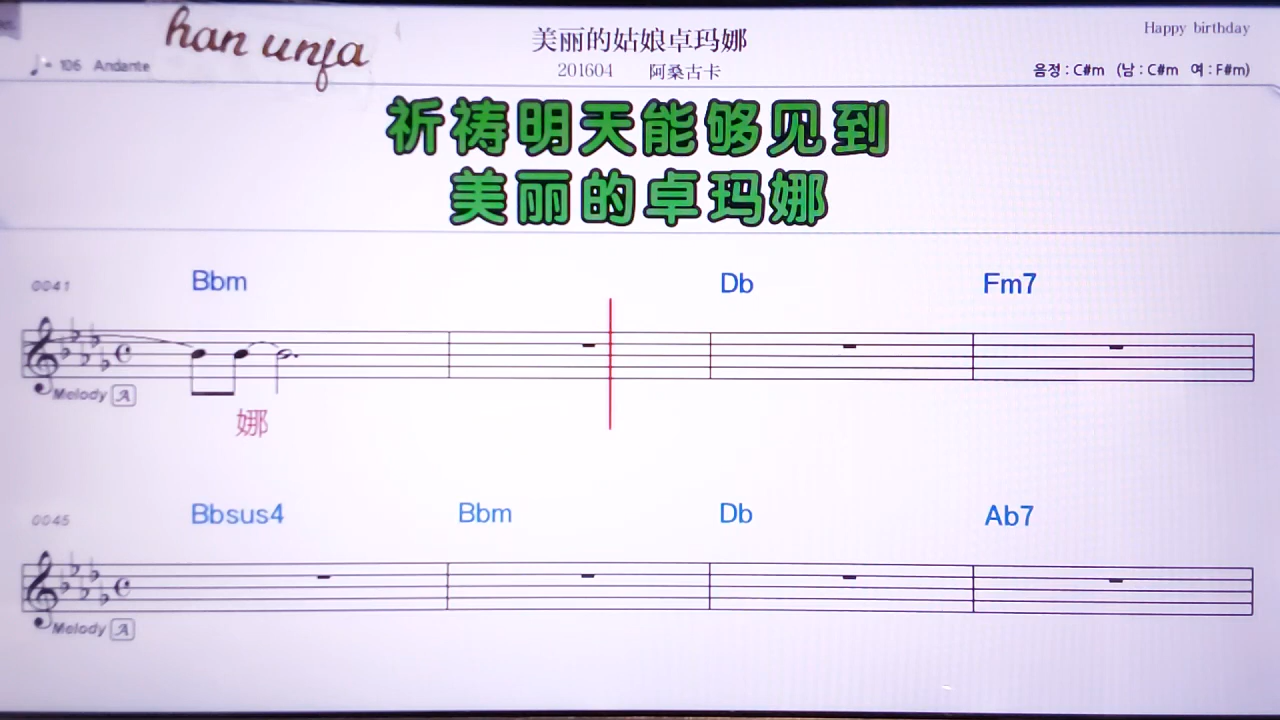 han unfa
美丽的姑娘卓玛娜
Happy birthday
= 106 Andante
201604 阿桑古卡
음정 : C#m (남 : C#m 여 : F#m)
祈祷明天能够见到
美丽的卓玛娜
0041 Bbm Db Fm7
Melody A
娜
0045 Bbsus4 Bbm Db Ab7
Melody A